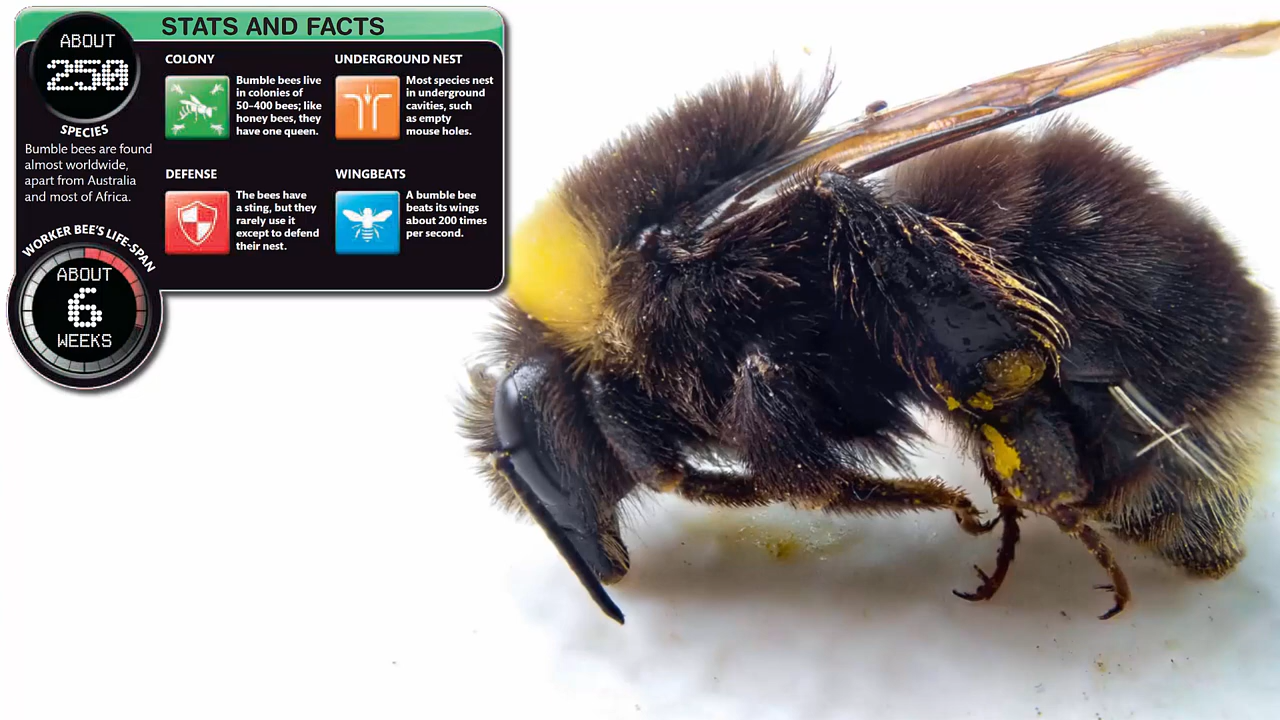 STATS AND FACTS
ABOUT
250
SPECIES
Bumble bees are found
almost worldwide,
apart from Australia
and most of Africa.
WORKER BEE'S LIFE-SPAN
ABOUT
6
WEEKS
COLONY
Bumble bees live
in colonies of
50–400 bees; like
honey bees, they
have one queen.
UNDERGROUND NEST
Most species nest
in underground
cavities, such
as empty
mouse holes.
DEFENSE
The bees have
a sting, but they
rarely use it
except to defend
their nest.
WINGBEATS
A bumble bee
beats its wings
about 200 times
per second.